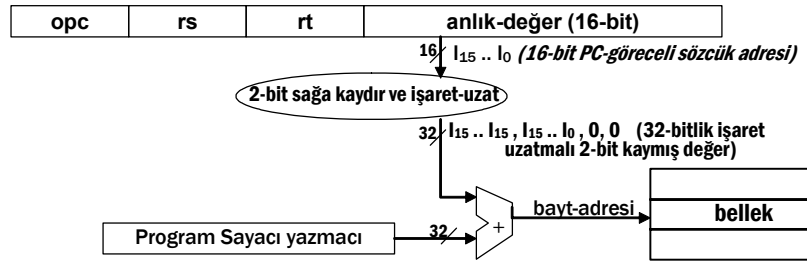 opc rs rt anlık-değer (16-bit)
16 I15 .. I0 (16-bit PC-göreceli sözcük adresi)
2-bit sağa kaydır ve işaret-uzat
32 I15 .. I15 , I15 .. I0 , 0, 0 (32-bitlik işaret
uzatmalı 2-bit kaymış değer)
+
bayt-adresi
bellek
Program Sayacı yazmacı
32